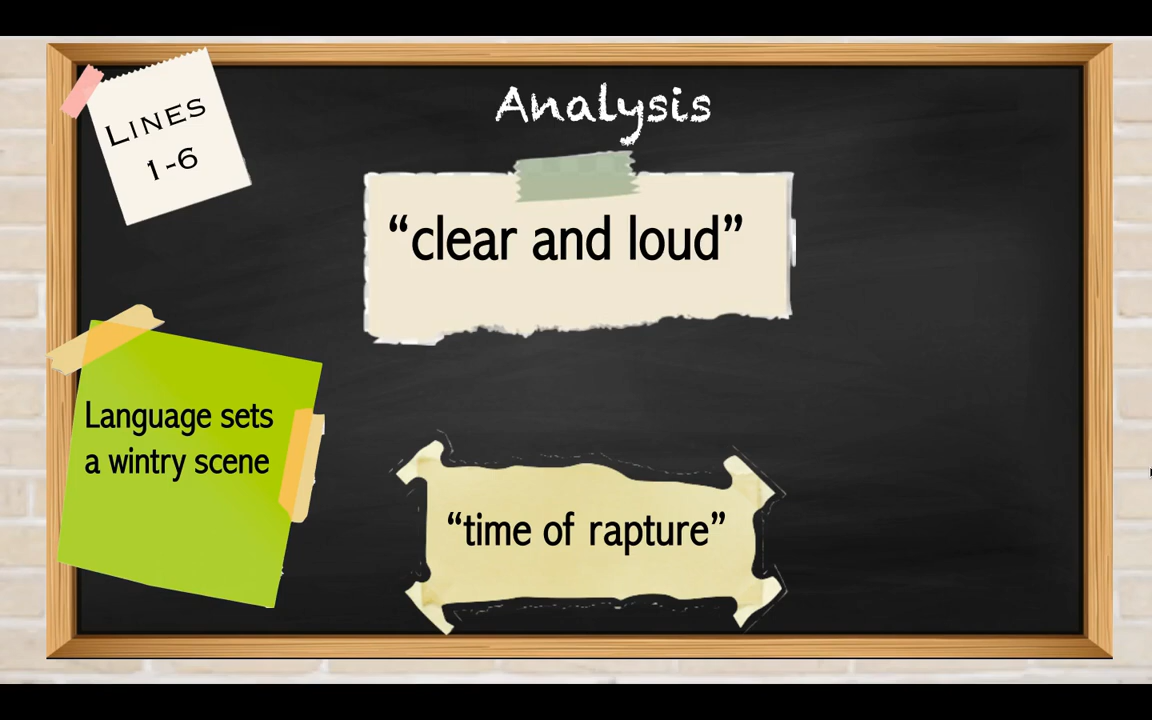 Lines
1-6
Analysis
“clear and loud”
Language sets
a wintry scene
“time of rapture”